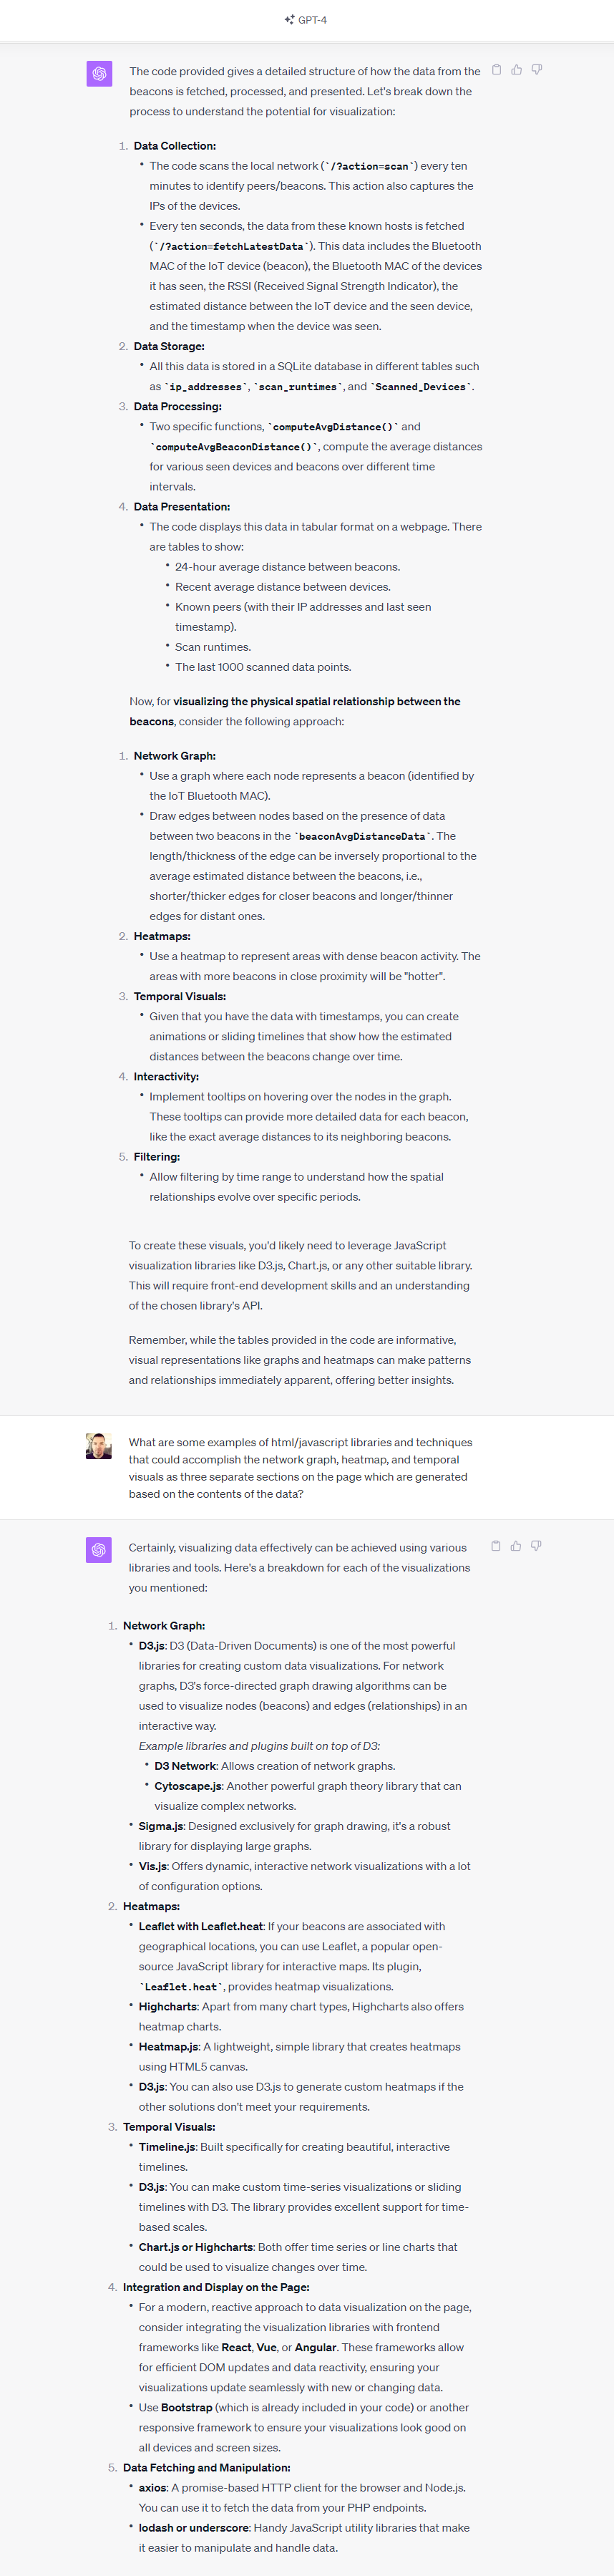 GPT-4
The code provided gives a detailed structure of how the data from the
beacons is fetched, processed, and presented. Let's break down the
process to understand the potential for visualization:
1. Data Collection:
• The code scans the local network (`/?action=scan`) every ten
minutes to identify peers/beacons. This action also captures the
IPs of the devices.
• Every ten seconds, the data from these known hosts is fetched
(`/?action=fetchLatestData`). This data includes the Bluetooth
MAC of the IoT device (beacon), the Bluetooth MAC of the devices
it has seen, the RSSI (Received Signal Strength Indicator), the
estimated distance between the IoT device and the seen device,
and the timestamp when the device was seen.
2. Data Storage:
• All this data is stored in a SQLite database in different tables such
as `ip_addresses`, `scan_runtimes`, and `Scanned_Devices`.
3. Data Processing:
• Two specific functions, `computeAvgDistance()` and
`computeAvgBeaconDistance()`, compute the average distances
for various seen devices and beacons over different time
intervals.
4. Data Presentation:
• The code displays this data in tabular format on a webpage. There
are tables to show:
• 24-hour average distance between beacons.
• Recent average distance between devices.
• Known peers (with their IP addresses and last seen
timestamp).
• Scan runtimes.
• The last 1000 scanned data points.
Now, for visualizing the physical spatial relationship between the
beacons, consider the following approach:
1. Network Graph:
• Use a graph where each node represents a beacon (identified by
the IoT Bluetooth MAC).
• Draw edges between nodes based on the presence of data
between two beacons in the `beaconAvgDistanceData`. The
length/thickness of the edge can be inversely proportional to the
average estimated distance between the beacons, i.e.,
shorter/thicker edges for closer beacons and longer/thinner
edges for distant ones.
2. Heatmaps:
• Use a heatmap to represent areas with dense beacon activity. The
areas with more beacons in close proximity will be "hotter".
3. Temporal Visuals:
• Given that you have the data with timestamps, you can create
animations or sliding timelines that show how the estimated
distances between the beacons change over time.
4. Interactivity:
• Implement tooltips on hovering over the nodes in the graph.
These tooltips can provide more detailed data for each beacon,
like the exact average distances to its neighboring beacons.
5. Filtering:
• Allow filtering by time range to understand how the spatial
relationships evolve over specific periods.
To create these visuals, you'd likely need to leverage JavaScript
visualization libraries like D3.js, Chart.js, or any other suitable library.
This will require front-end development skills and an understanding
of the chosen library's API.
Remember, while the tables provided in the code are informative,
visual representations like graphs and heatmaps can make patterns
and relationships immediately apparent, offering better insights.
What are some examples of html/javascript libraries and techniques
that could accomplish the network graph, heatmap, and temporal
visuals as three separate sections on the page which are generated
based on the contents of the data?
Certainly, visualizing data effectively can be achieved using various
libraries and tools. Here's a breakdown for each of the visualizations
you mentioned:
1. Network Graph:
• D3.js: D3 (Data-Driven Documents) is one of the most powerful
libraries for creating custom data visualizations. For network
graphs, D3's force-directed graph drawing algorithms can be
used to visualize nodes (beacons) and edges (relationships) in an
interactive way.
Example libraries and plugins built on top of D3:
• D3 Network: Allows creation of network graphs.
• Cytoscape.js: Another powerful graph theory library that can
visualize complex networks.
• Sigma.js: Designed exclusively for graph drawing, it's a robust
library for displaying large graphs.
• Vis.js: Offers dynamic, interactive network visualizations with a lot
of configuration options.
2. Heatmaps:
• Leaflet with Leaflet.heat: If your beacons are associated with
geographical locations, you can use Leaflet, a popular open-
source JavaScript library for interactive maps. Its plugin,
`Leaflet.heat`, provides heatmap visualizations.
• Highcharts: Apart from many chart types, Highcharts also offers
heatmap charts.
• Heatmap.js: A lightweight, simple library that creates heatmaps
using HTML5 canvas.
• D3.js: You can also use D3.js to generate custom heatmaps if the
other solutions don't meet your requirements.
3. Temporal Visuals:
• Timeline.js: Built specifically for creating beautiful, interactive
timelines.
• D3.js: You can make custom time-series visualizations or sliding
timelines with D3. The library provides excellent support for time-
based scales.
• Chart.js or Highcharts: Both offer time series or line charts that
could be used to visualize changes over time.
4. Integration and Display on the Page:
• For a modern, reactive approach to data visualization on the page,
consider integrating the visualization libraries with frontend
frameworks like React, Vue, or Angular. These frameworks allow
for efficient DOM updates and data reactivity, ensuring your
visualizations update seamlessly with new or changing data.
• Use Bootstrap (which is already included in your code) or another
responsive framework to ensure your visualizations look good on
all devices and screen sizes.
5. Data Fetching and Manipulation:
• axios: A promise-based HTTP client for the browser and Node.js.
You can use it to fetch the data from your PHP endpoints.
• lodash or underscore: Handy JavaScript utility libraries that make
it easier to manipulate and handle data.